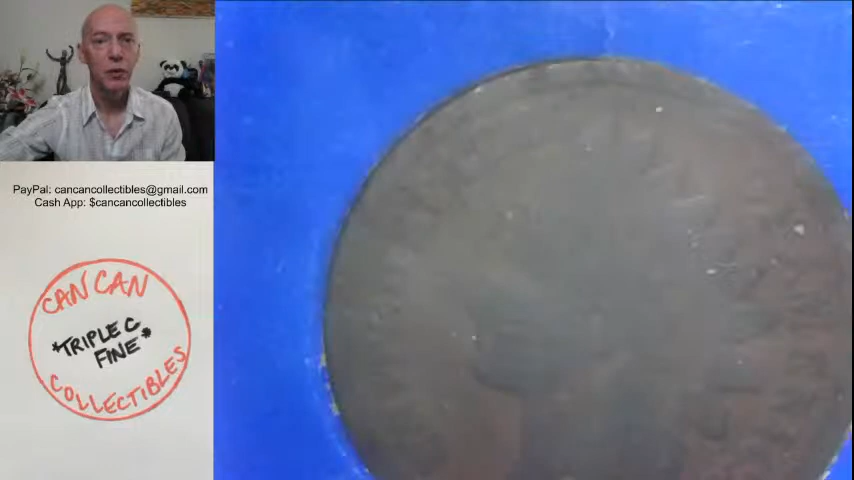 PayPal: cancancollectibles@gmail.com
Cash App: $cancancollectibles
CAN CAN
*TRIPLE C
FINE*
COLLECTIBLES